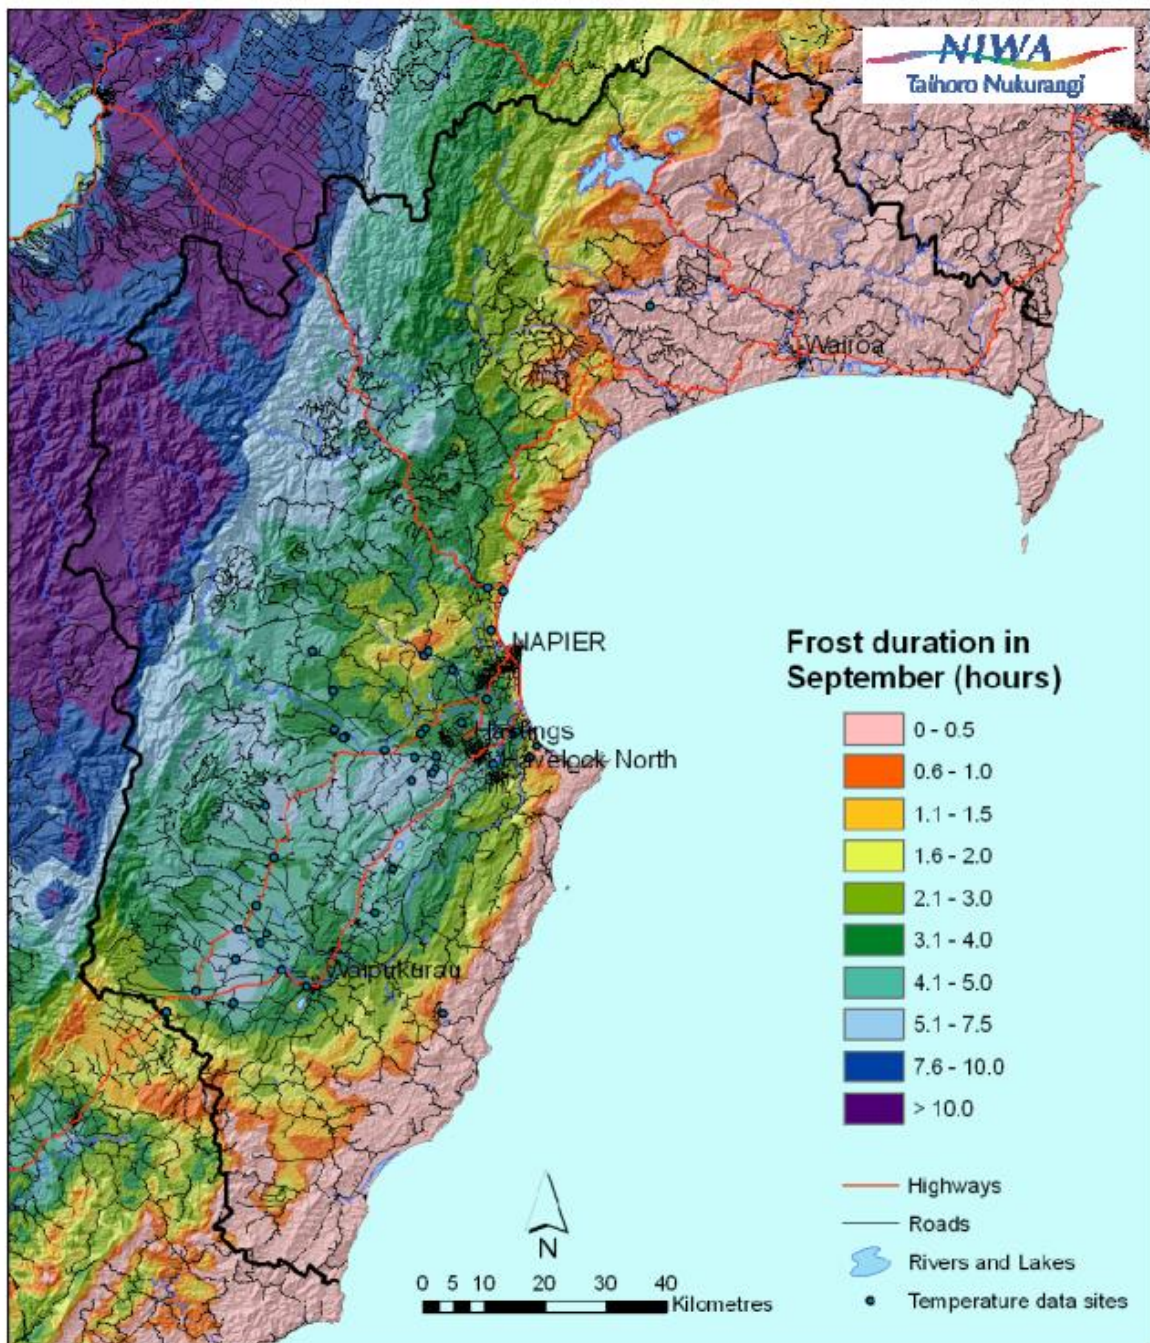 NIWA
Taihoro Nukurangi
Wairoa
NAPIER
Hastings
Havelock North
Waipukurau
Frost duration in
September (hours)
0 - 0.5
0.6 - 1.0
1.1 - 1.5
1.6 - 2.0
2.1 - 3.0
3.1 - 4.0
4.1 - 5.0
5.1 - 7.5
7.6 - 10.0
> 10.0
Highways
Roads
Rivers and Lakes
Temperature data sites
N
0 5 10 20 30 40
Kilometres